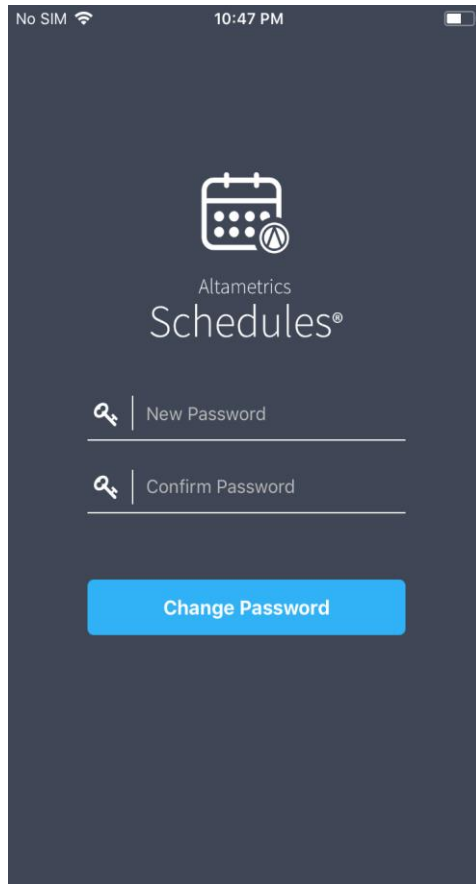 No SIM 10:47 PM
Altametrics
Schedules®
New Password
Confirm Password
Change Password